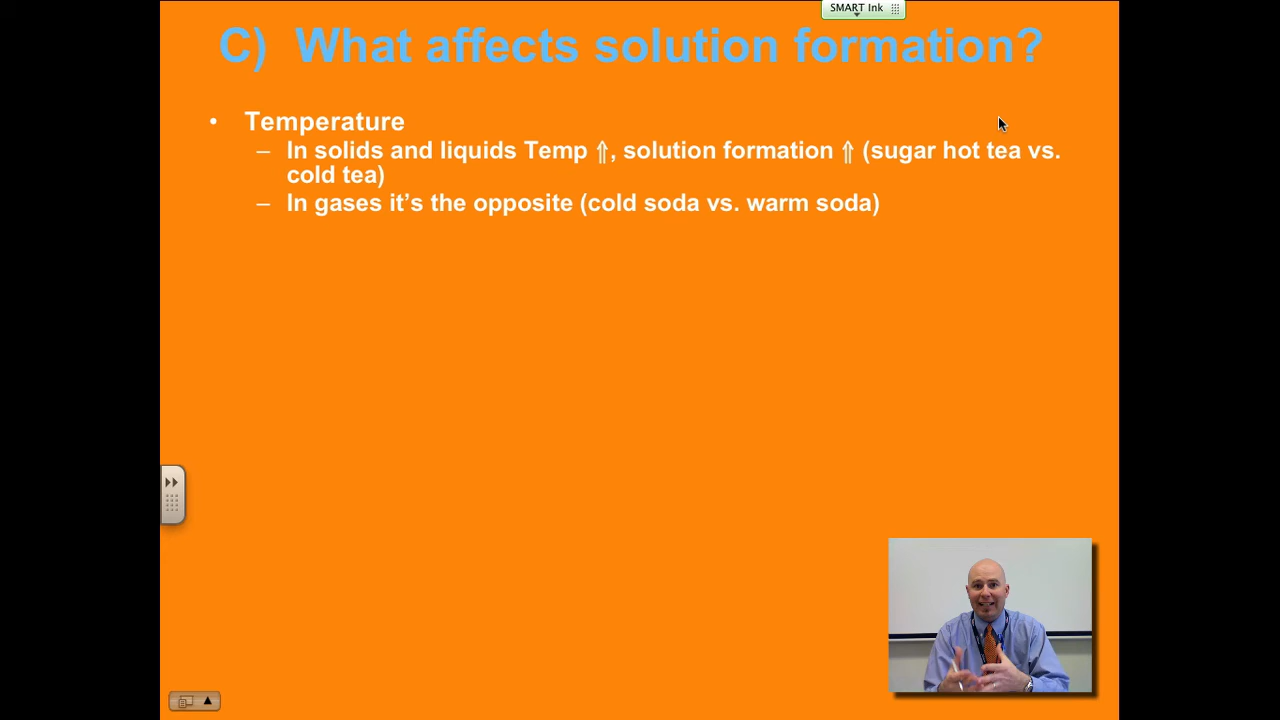 SMART Ink
C) What affects solution formation?
• Temperature
– In solids and liquids Temp ⇑, solution formation ⇑ (sugar hot tea vs.
cold tea)
– In gases it’s the opposite (cold soda vs. warm soda)